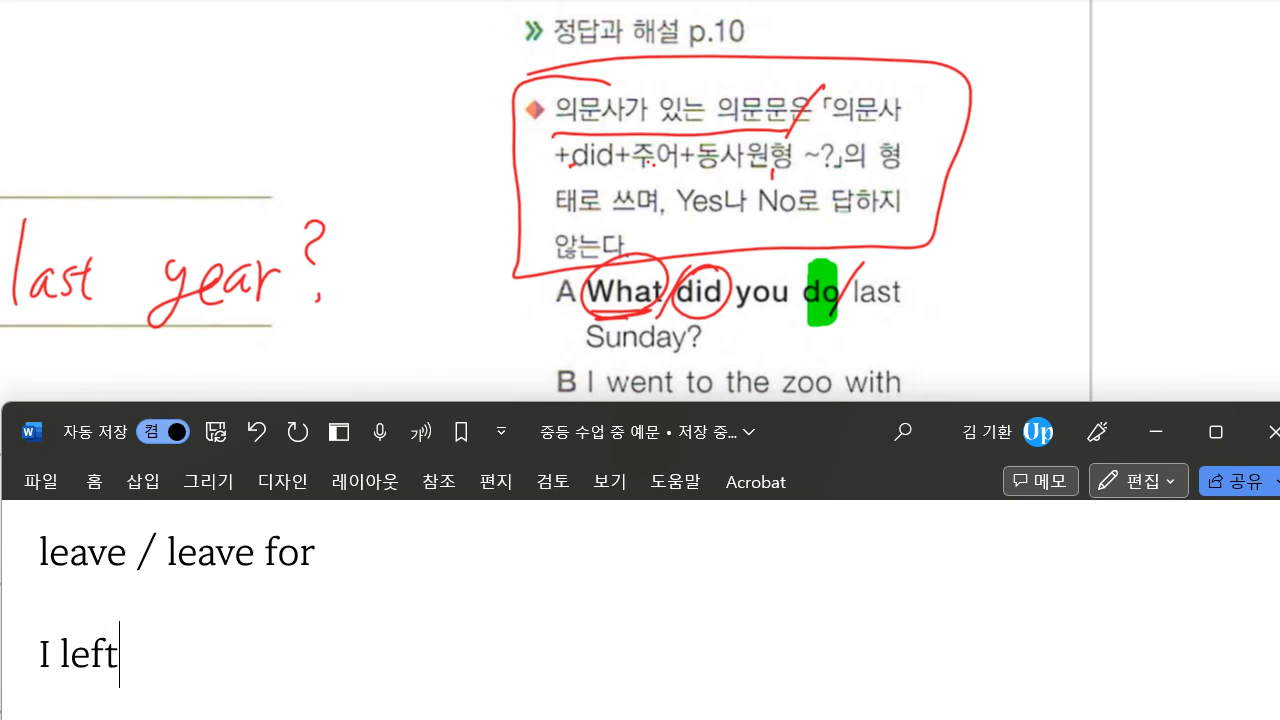 정답과 해설 p.10
의문사가 있는 의문문은 「의문사
+did+주어+동사원형 ~?」의 형
태로 쓰며, Yes나 No로 답하지
않는다.
last year?
A What did you do last
Sunday?
B I went to the zoo with
자동 저장 켬 가)) 중등 수업 중 예문 • 저장 중... 김 기환 Up
파일 홈 삽입 그리기 디자인 레이아웃 참조 편지 검토 보기 도움말 Acrobat 메모 편집 공유
leave / leave for
I left